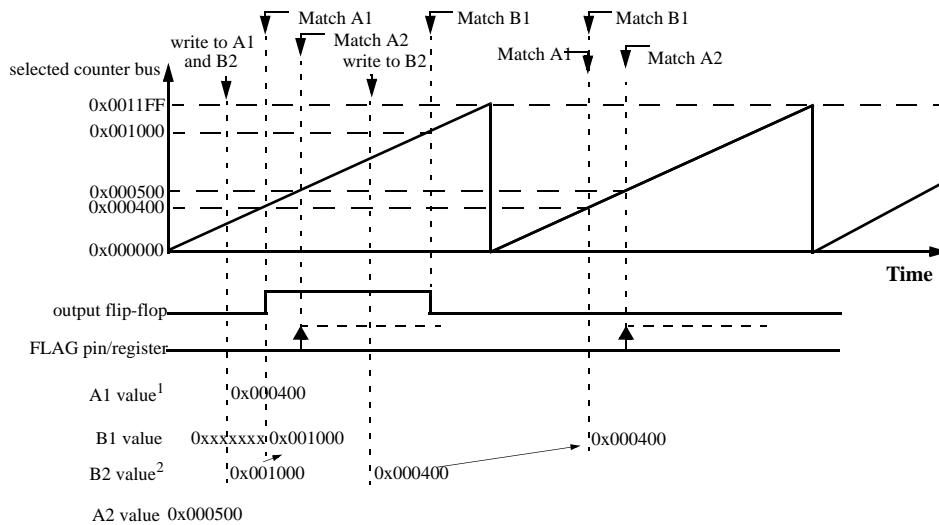 Match A1
Match B1
Match B1
write to A1
and B2
Match A2
write to B2
Match A1
Match A2
selected counter bus
0x0011FF
0x001000
0x000500
0x000400
0x000000
Time
output flip-flop
FLAG pin/register
A1 value1 0x000400
B1 value 0xxxxxxx 0x001000 0x000400
B2 value2 0x001000 0x000400
A2 value 0x000500